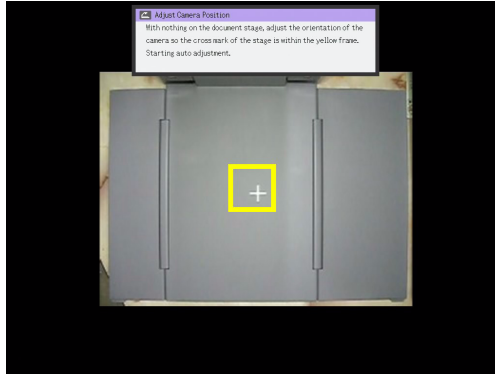 Adjust Camera Position
With nothing on the document stage, adjust the orientation of the
camera so the cross mark of the stage is within the yellow frame.
Starting auto adjustment.